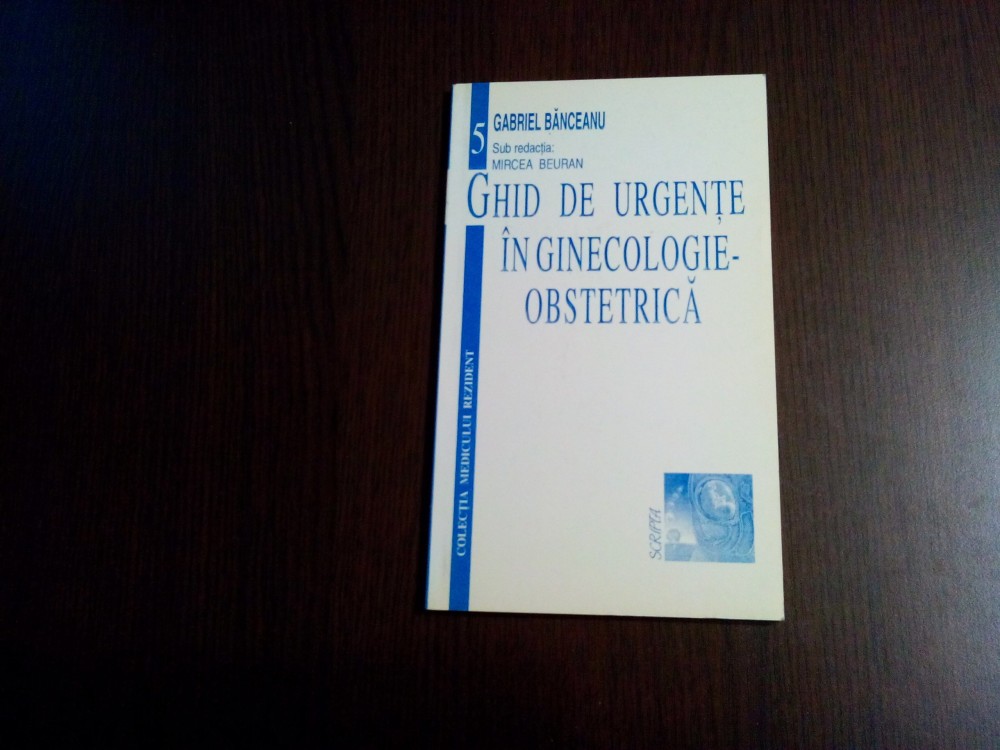 5
GABRIEL BĂNCEANU
Sub redacția:
MIRCEA BEURAN
GHID DE URGENȚE
ÎN GINECOLOGIE-
OBSTETRICĂ
COLECȚIA MEDICULUI REZIDENT
SCRIPTA